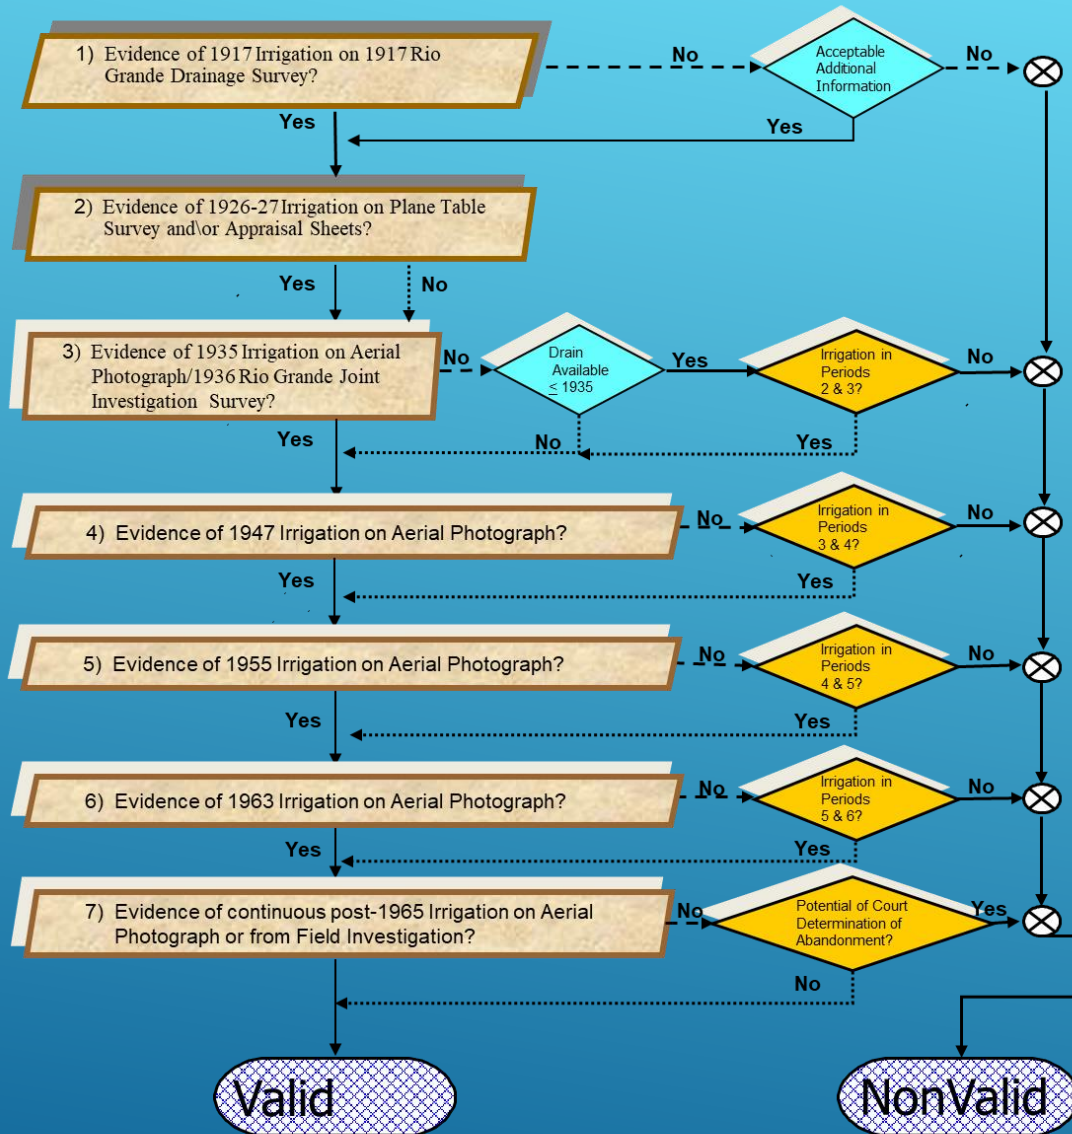 1) Evidence of 1917 Irrigation on 1917 Rio
Grande Drainage Survey?
No
Acceptable
Additional
Information
No
Yes
Yes
2) Evidence of 1926-27 Irrigation on Plane Table
Survey and\or Appraisal Sheets?
Yes
No
3) Evidence of 1935 Irrigation on Aerial
Photograph/1936 Rio Grande Joint
Investigation Survey?
No
Drain
Available
≤ 1935
Yes
Irrigation in
Periods
2 & 3?
No
Yes
No
Yes
4) Evidence of 1947 Irrigation on Aerial Photograph?
No
Irrigation in
Periods
3 & 4?
No
Yes
Yes
5) Evidence of 1955 Irrigation on Aerial Photograph?
No
Irrigation in
Periods
4 & 5?
No
Yes
Yes
6) Evidence of 1963 Irrigation on Aerial Photograph?
No
Irrigation in
Periods
5 & 6?
No
Yes
Yes
7) Evidence of continuous post-1965 Irrigation on Aerial
Photograph or from Field Investigation?
No
Potential of Court
Determination of
Abandonment?
Yes
No
Valid
NonValid